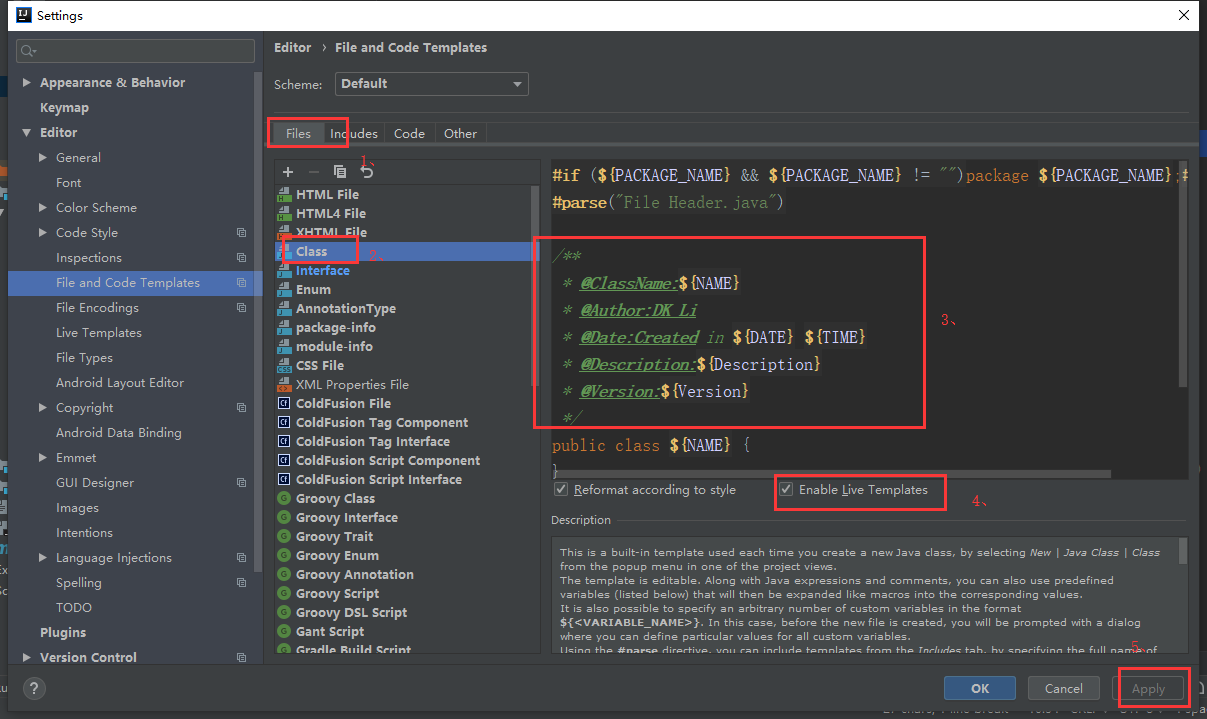 Settings
Editor › File and Code Templates
Scheme:
Default
Files
Includes
Code
Other
Appearance & Behavior
Keymap
Editor
General
Font
Color Scheme
Code Style
Inspections
File and Code Templates
File Encodings
Live Templates
File Types
Android Layout Editor
Copyright
Android Data Binding
Emmet
GUI Designer
Images
Intentions
Language Injections
Spelling
TODO
Plugins
Version Control
1、
HTML File
HTML4 File
XHTML File
Class
2、
Interface
Enum
AnnotationType
package-info
module-info
CSS File
XML Properties File
ColdFusion File
ColdFusion Tag Component
ColdFusion Tag Interface
ColdFusion Script Component
ColdFusion Script Interface
Groovy Class
Groovy Interface
Groovy Trait
Groovy Enum
Groovy Annotation
Groovy Script
Groovy DSL Script
Gant Script
Gradle Build Script
#if (${PACKAGE_NAME} && ${PACKAGE_NAME} != "")package ${PACKAGE_NAME};#
#parse("File Header.java")
/**
* @ClassName:${NAME}
* @Author:DK Li
* @Date:Created in ${DATE} ${TIME}
* @Description:${Description}
* @Version:${Version}
*/
public class ${NAME} {
}
3、
Reformat according to style
Enable Live Templates
4、
Description
This is a built-in template used each time you create a new Java class, by selecting New | Java Class | Class
from the popup menu in one of the project views.
The template is editable. Along with Java expressions and comments, you can also use predefined
variables (listed below) that will then be expanded like macros into the corresponding values.
It is also possible to specify an arbitrary number of custom variables in the format
${<VARIABLE_NAME>}. In this case, before the new file is created, you will be prompted with a dialog
where you can define particular values for all custom variables.
Using the #parse directive, you can include templates from the Includes tab, by specifying the full name of
5、
?
OK
Cancel
Apply